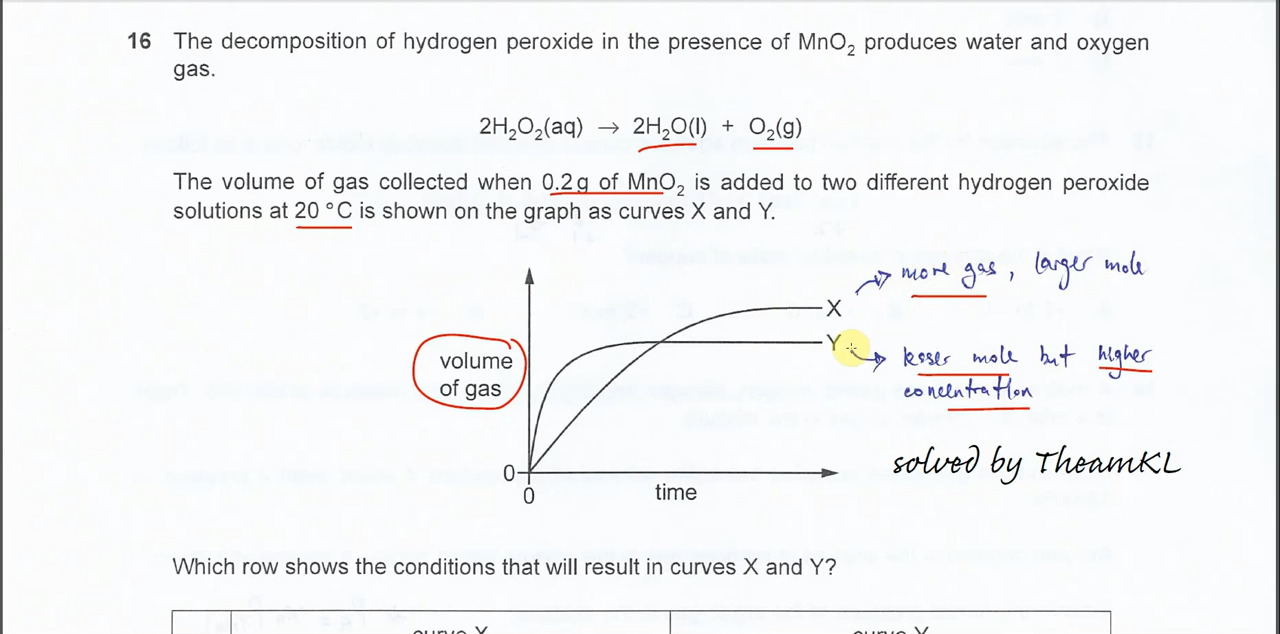 16 The decomposition of hydrogen peroxide in the presence of MnO₂ produces water and oxygen
gas.
2H₂O₂(aq) → 2H₂O(l) + O₂(g)
The volume of gas collected when 0.2 g of MnO₂ is added to two different hydrogen peroxide
solutions at 20 °C is shown on the graph as curves X and Y.
more gas, larger mole
X
Y
volume
of gas
lesser mole but higher
concentration
solved by TheamKL
0
0
time
Which row shows the conditions that will result in curves X and Y?